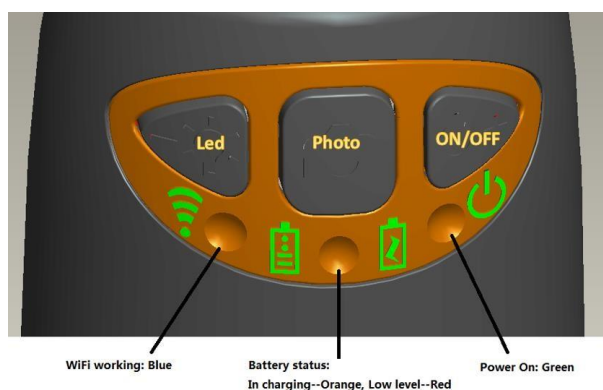 Led
Photo
ON/OFF
WiFi working: Blue
Battery status:
In charging--Orange, Low level--Red
Power On: Green